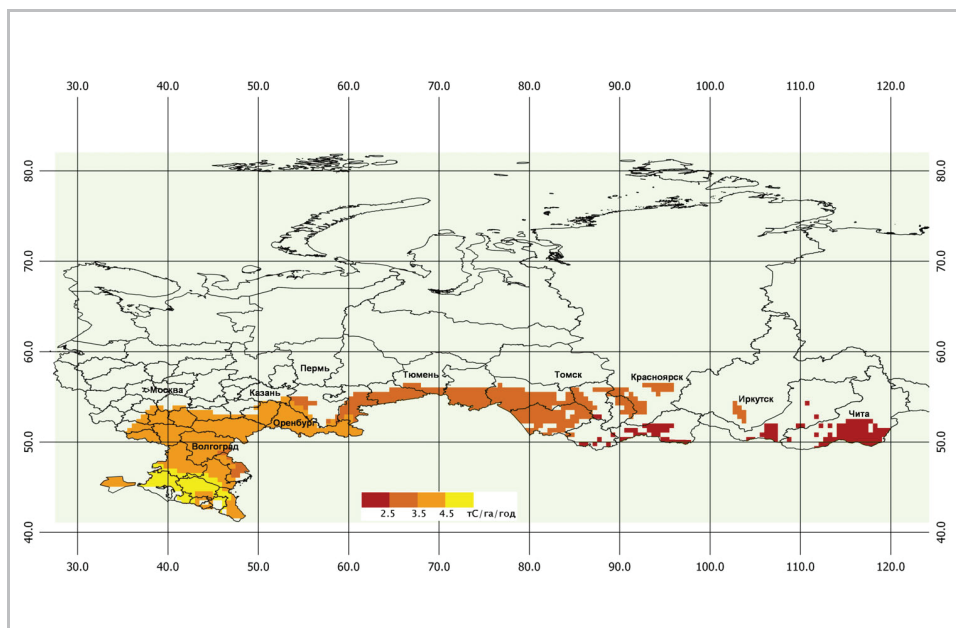 30.0 40.0 50.0 60.0 70.0 80.0 90.0 100.0 110.0 120.0
80.0 80.0
70.0 70.0
60.0 60.0
Пермь Тюмень Томск Красноярск
Москва Казань Иркутск
Оренбург Чита
50.0 50.0
Волгоград
2.5 3.5 4.5 тС/га/год
40.0 40.0
30.0 40.0 50.0 60.0 70.0 80.0 90.0 100.0 110.0 120.0